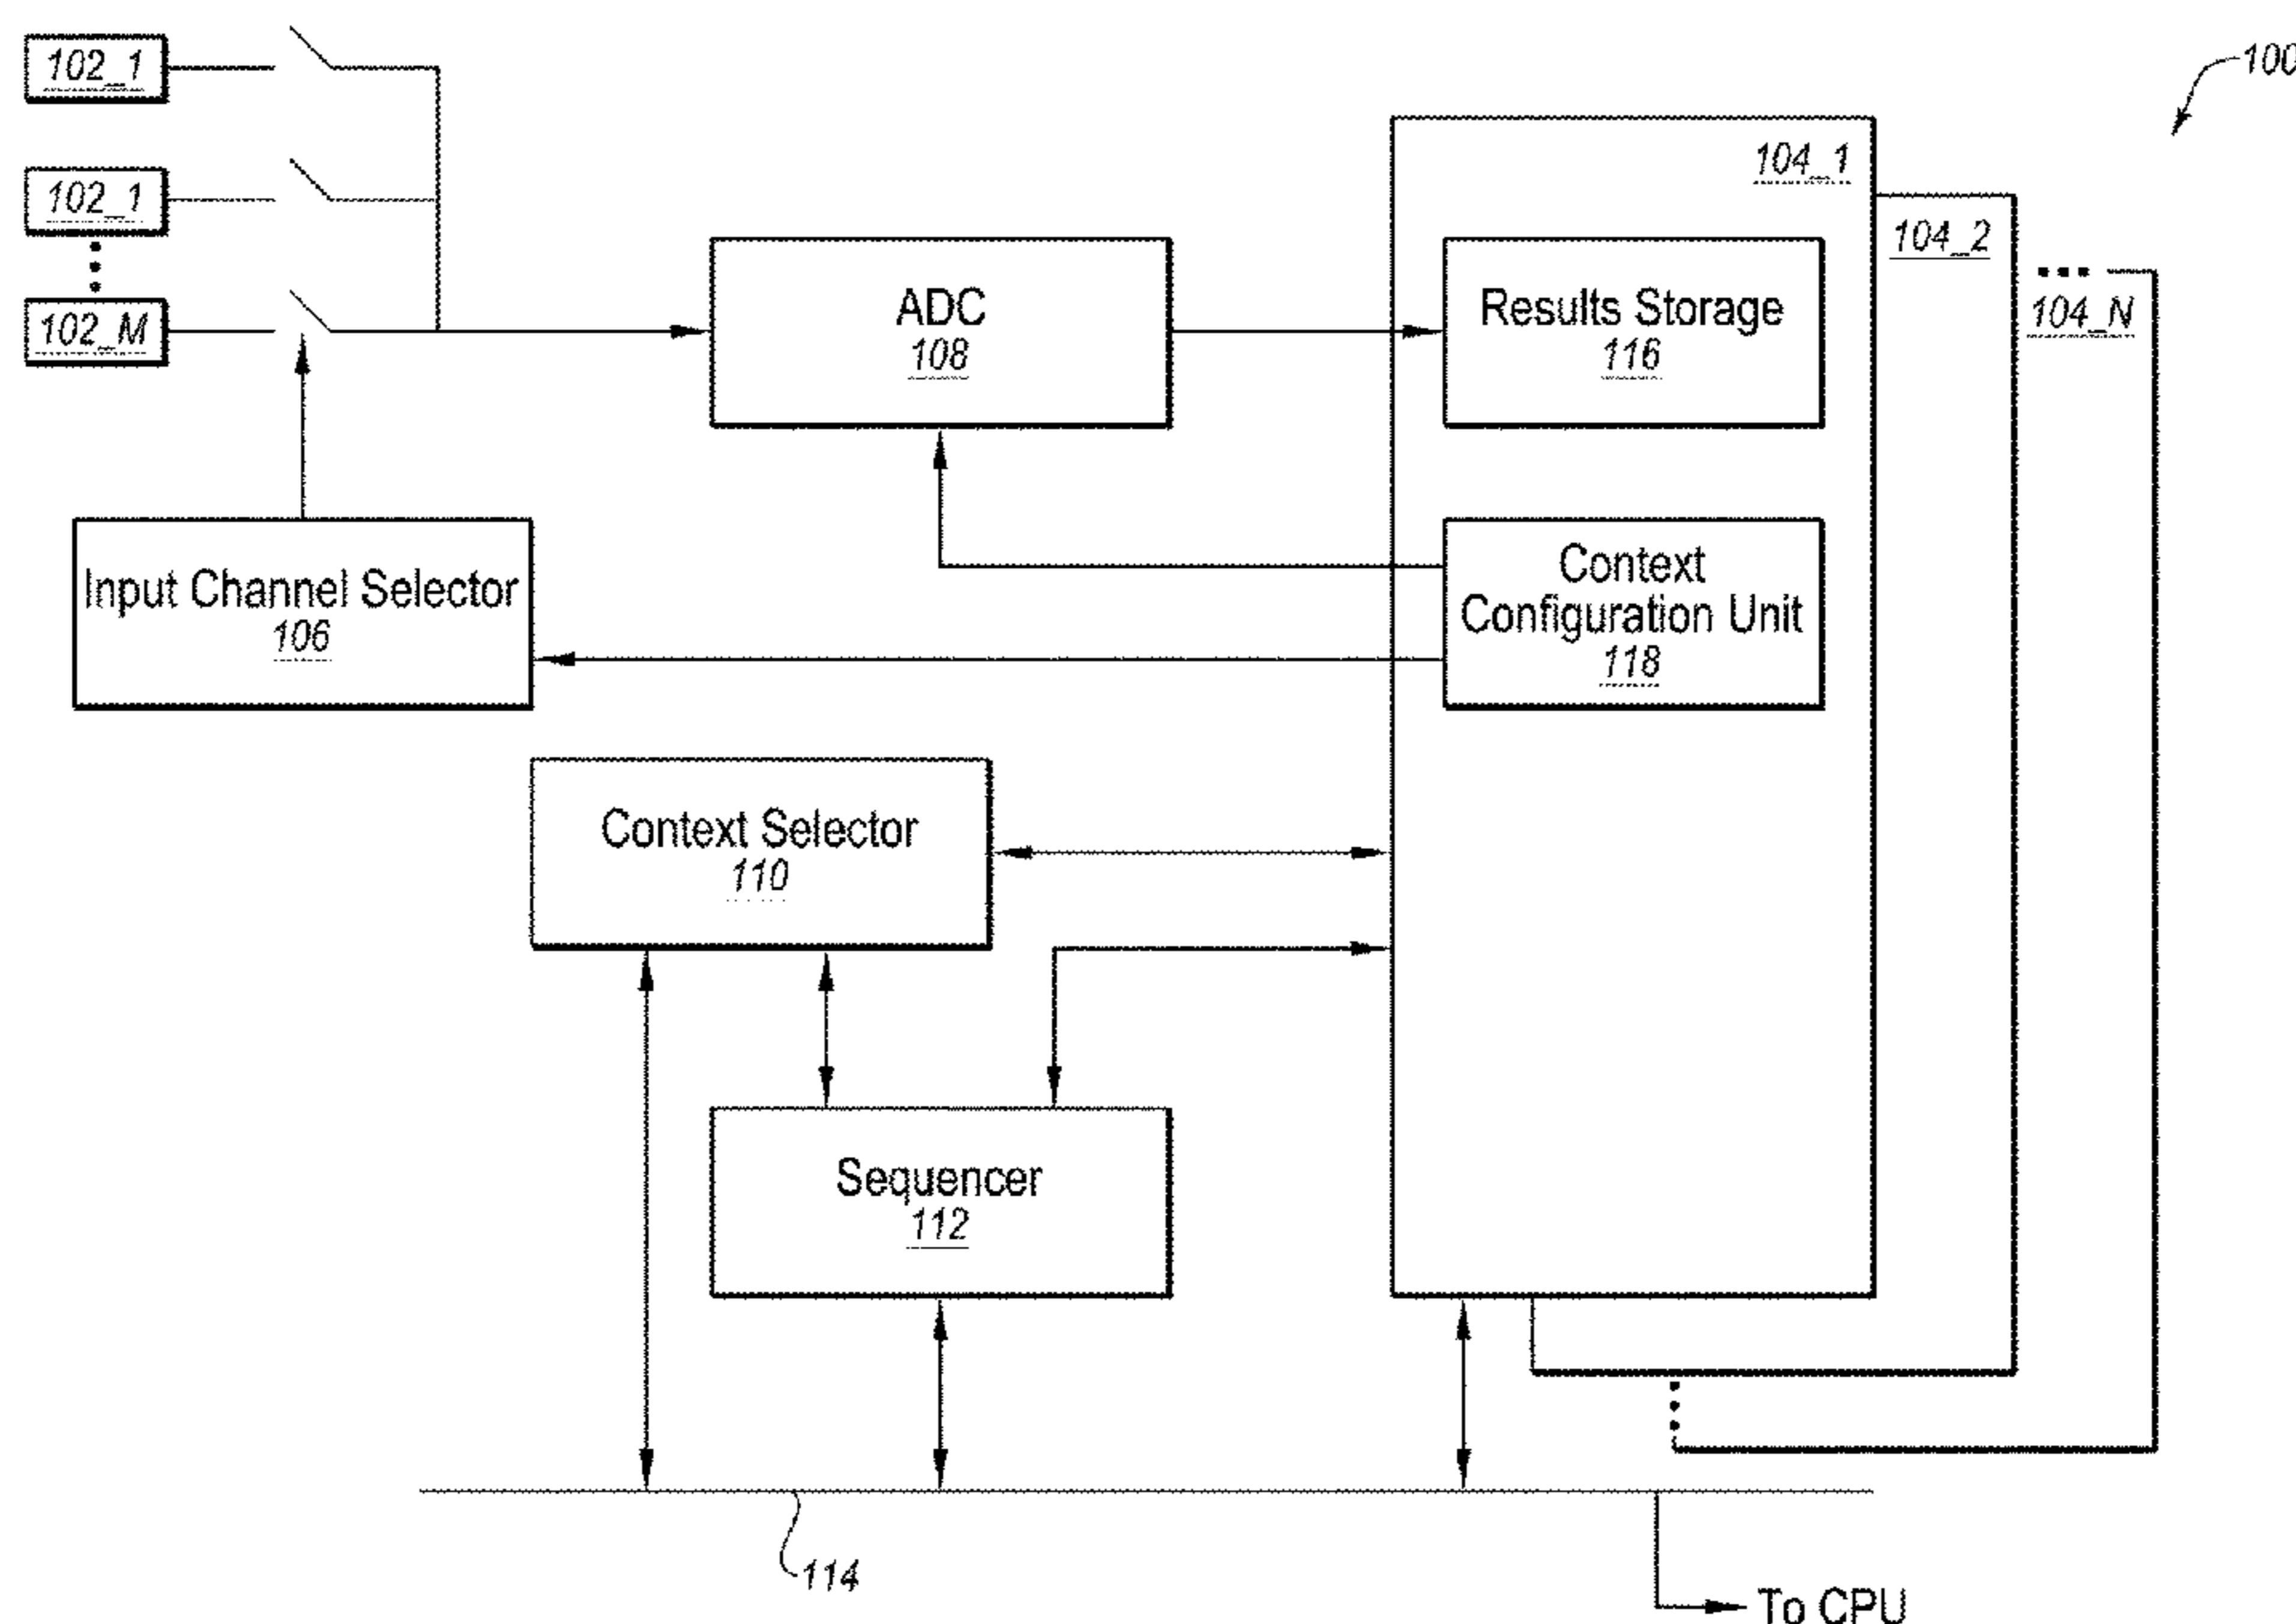 100
102_1
104_1
102_1
104_2
ADC
108
Results Storage
116
102_M
104_N
Input Channel Selector
106
Context
Configuration Unit
118
Context Selector
110
Sequencer
112
114
To CPU